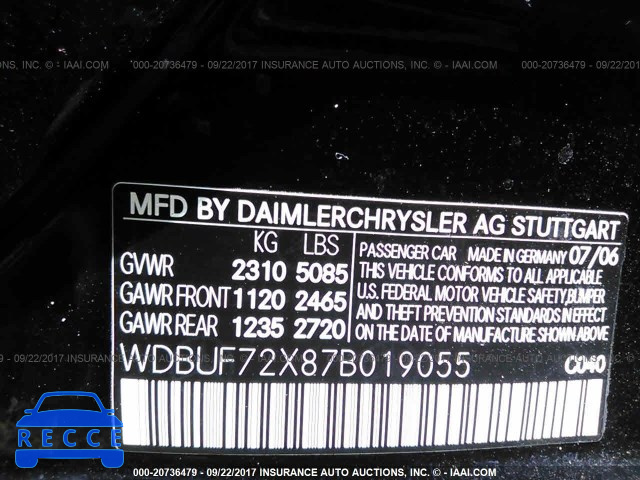 000-20736479 - 09/22/2017 INSURANCE AUTO AUCTIONS, INC. © - IAAI.COM
MFD BY DAIMLERCHRYSLER AG STUTTGART
KG LBS
GVWR 2310 5085
GAWR FRONT 1120 2465
GAWR REAR 1235 2720
PASSENGER CAR MADE IN GERMANY 07/06
THIS VEHICLE CONFORMS TO ALL APPLICABLE
U.S. FEDERAL MOTOR VEHICLE SAFETY, BUMPER
AND THEFT PREVENTION STANDARDS IN EFFECT
ON THE DATE OF MANUFACTURE SHOWN ABOVE
WDBUF72X87B019055 C040
RECCE
000-20736479 - 09/22/2017 INSURANCE AUTO AUCTIONS, INC. © - IAAI.COM